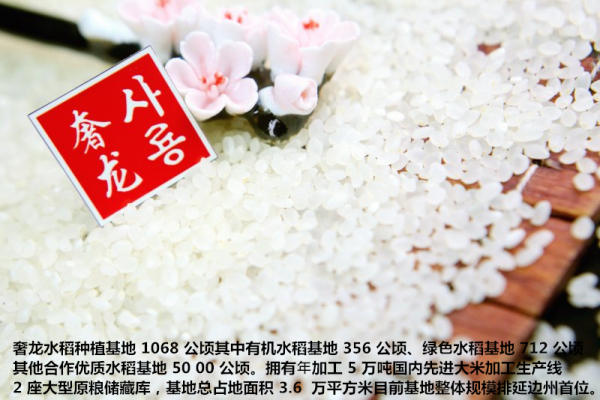 奢龙
사룡
奢龙水稻种植基地 1068 公顷其中有机水稻基地 356 公顷、绿色水稻基地 712 公顷
其他合作优质水稻基地 50 00 公顷。拥有年加工 5 万吨国内先进大米加工生产线
2 座大型原粮储藏库，基地总占地面积 3.6 万平方米目前基地整体规模排延边州首位。